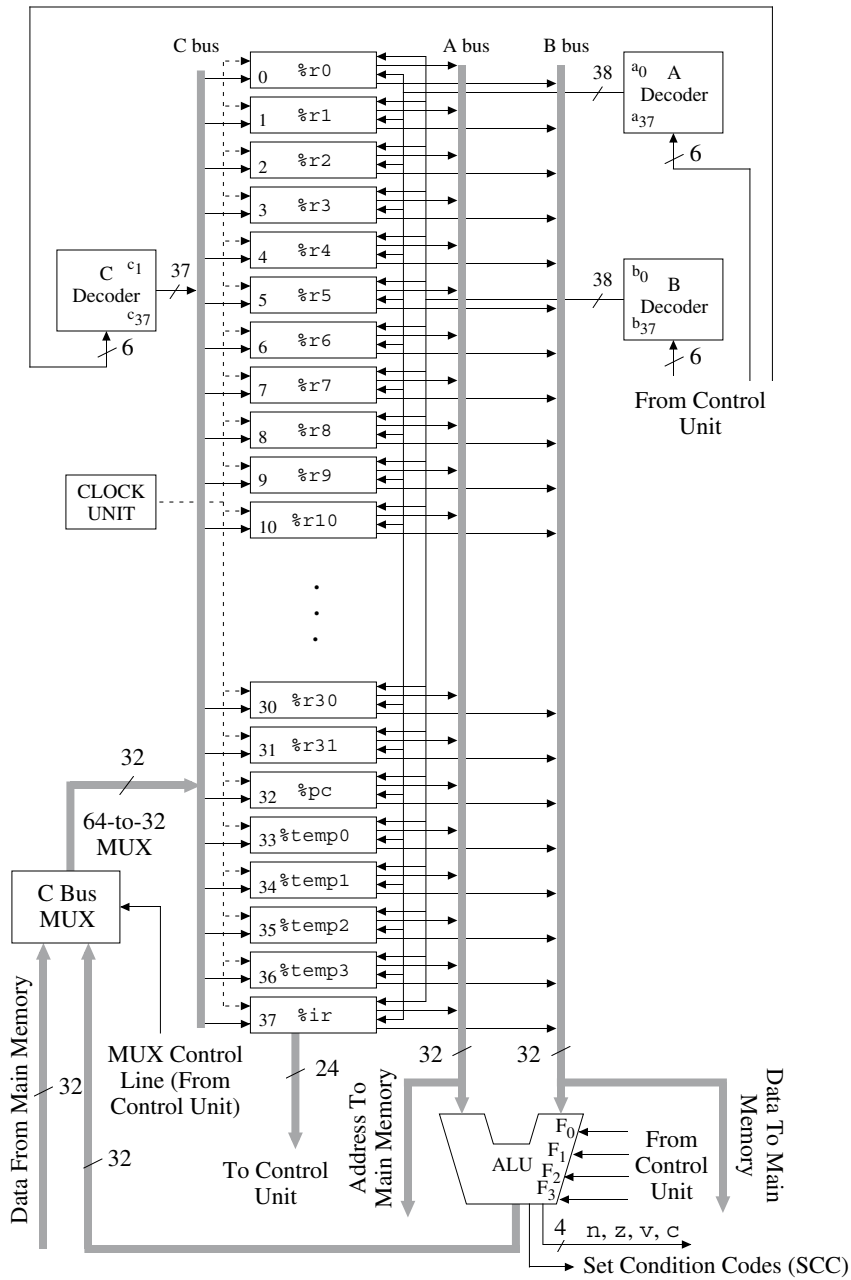 C bus
A bus
B bus
0 %r0
1 %r1
2 %r2
3 %r3
4 %r4
5 %r5
6 %r6
7 %r7
8 %r8
9 %r9
10 %r10
30 %r30
31 %r31
32 %pc
33 %temp0
34 %temp1
35 %temp2
36 %temp3
37 %ir
38
a0
A
Decoder
a37
6
38
b0
B
Decoder
b37
6
From Control
Unit
C
c1
Decoder
c37
37
6
CLOCK
UNIT
32
64-to-32
MUX
C Bus
MUX
MUX Control
Line (From
Control Unit)
Data From Main Memory
32
32
24
To Control
Unit
32
32
Address To
Main Memory
Data To Main
Memory
ALU
F0
F1
F2
F3
From
Control
Unit
4
n, z, v, c
Set Condition Codes (SCC)